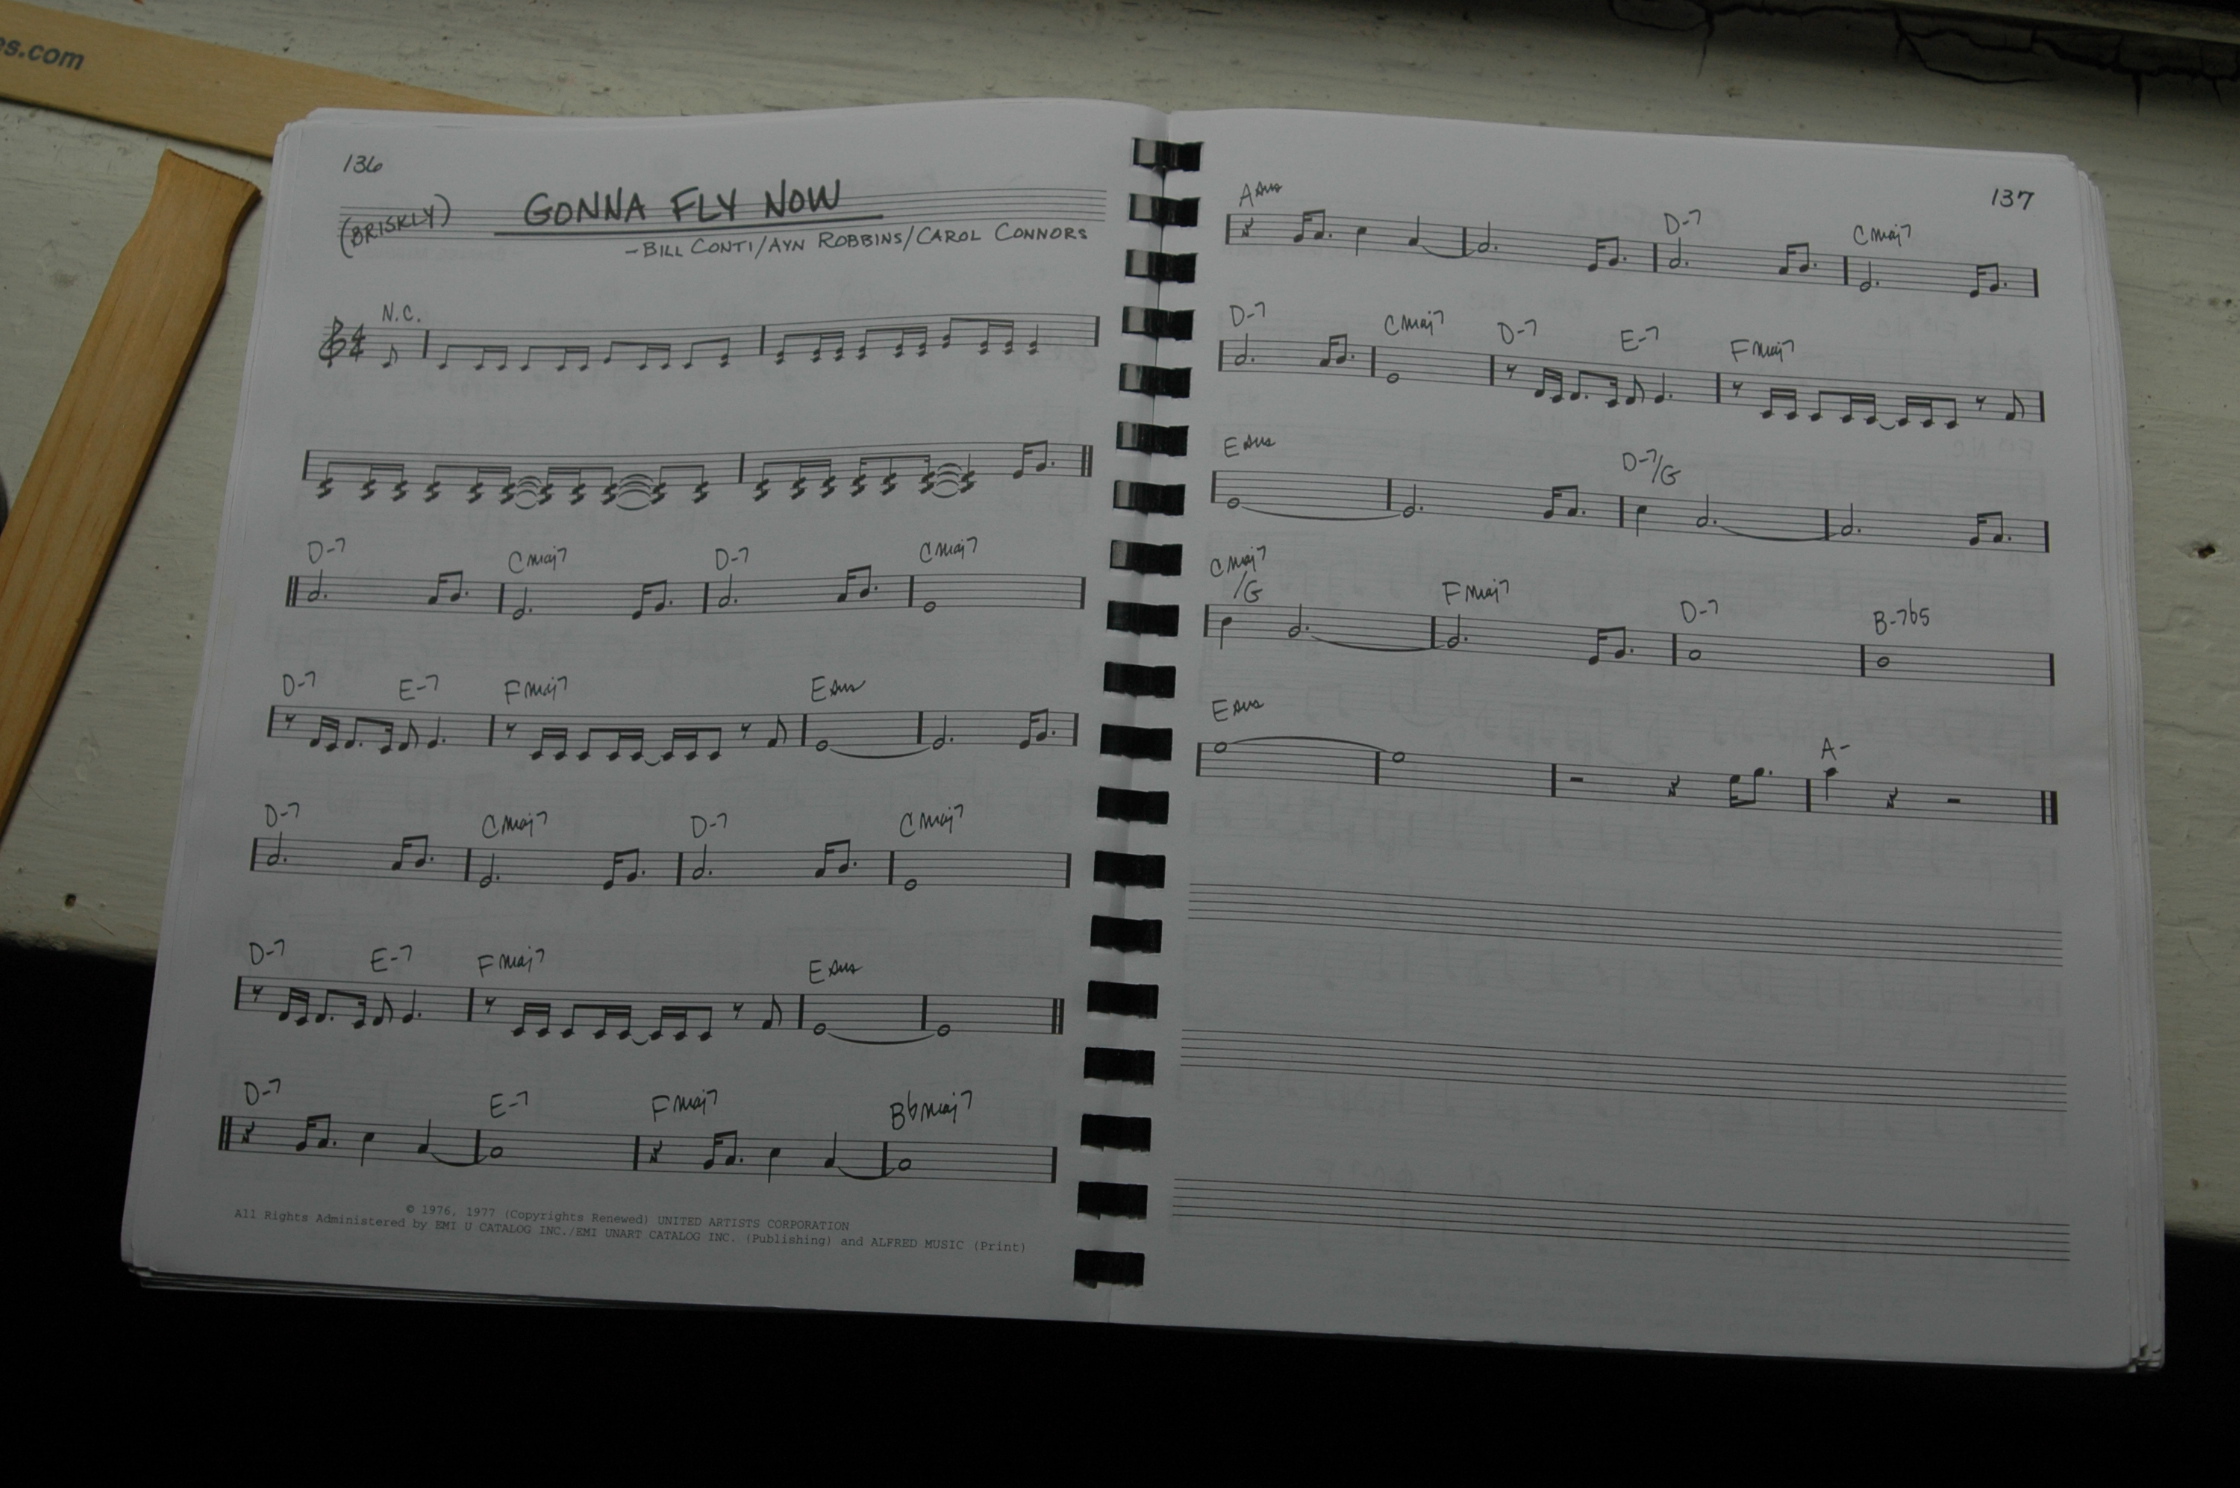 es.com
136
(BRISKLY)
GONNA FLY NOW
-BILL CONTI/AYN ROBBINS/CAROL CONNORS
N.C.
D-7 Cmaj7 D-7 Cmaj7
D-7 E-7 Fmaj7 Esus
D-7 Cmaj7 D-7 Cmaj7
D-7 E-7 Fmaj7 Esus
D-7 E-7 Fmaj7 Bbmaj7
© 1976, 1977 (Copyrights Renewed) UNITED ARTISTS CORPORATION
All Rights Administered by EMI U CATALOG INC./EMI UNART CATALOG INC. (Publishing) and ALFRED MUSIC (Print)
137
Asus D-7 Cmaj7
D-7 Cmaj7 D-7 E-7 Fmaj7
Esus D-7/G
Cmaj7
/G Fmaj7 D-7 B-7b5
Esus A-